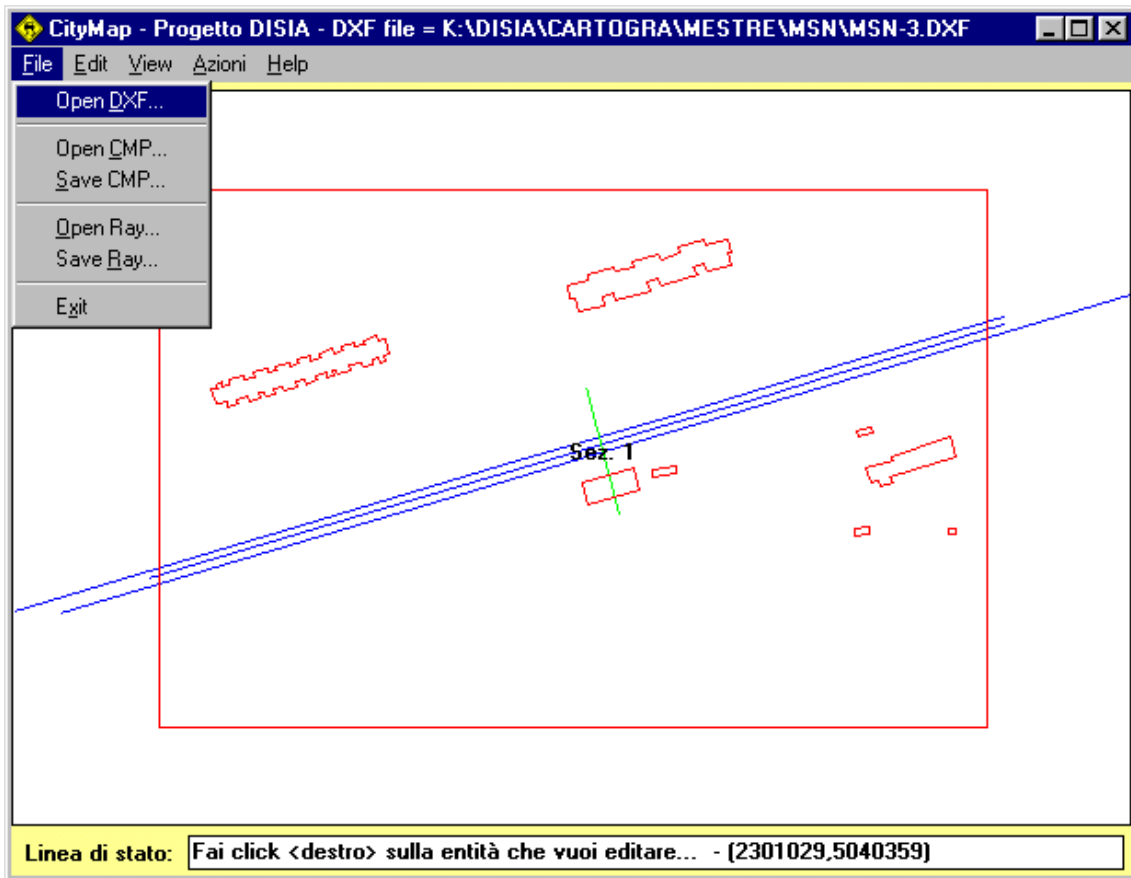 CityMap - Progetto DISIA - DXF file = K:\DISIA\CARTOGRA\MESTRE\MSN\MSN-3.DXF
File Edit View Azioni Help
Open DXF...
Open CMP...
Save CMP...
Open Ray...
Save Ray...
Exit
Sez. 1
Linea di stato: Fai click <destro> sulla entità che vuoi editare... - (2301029,5040359)